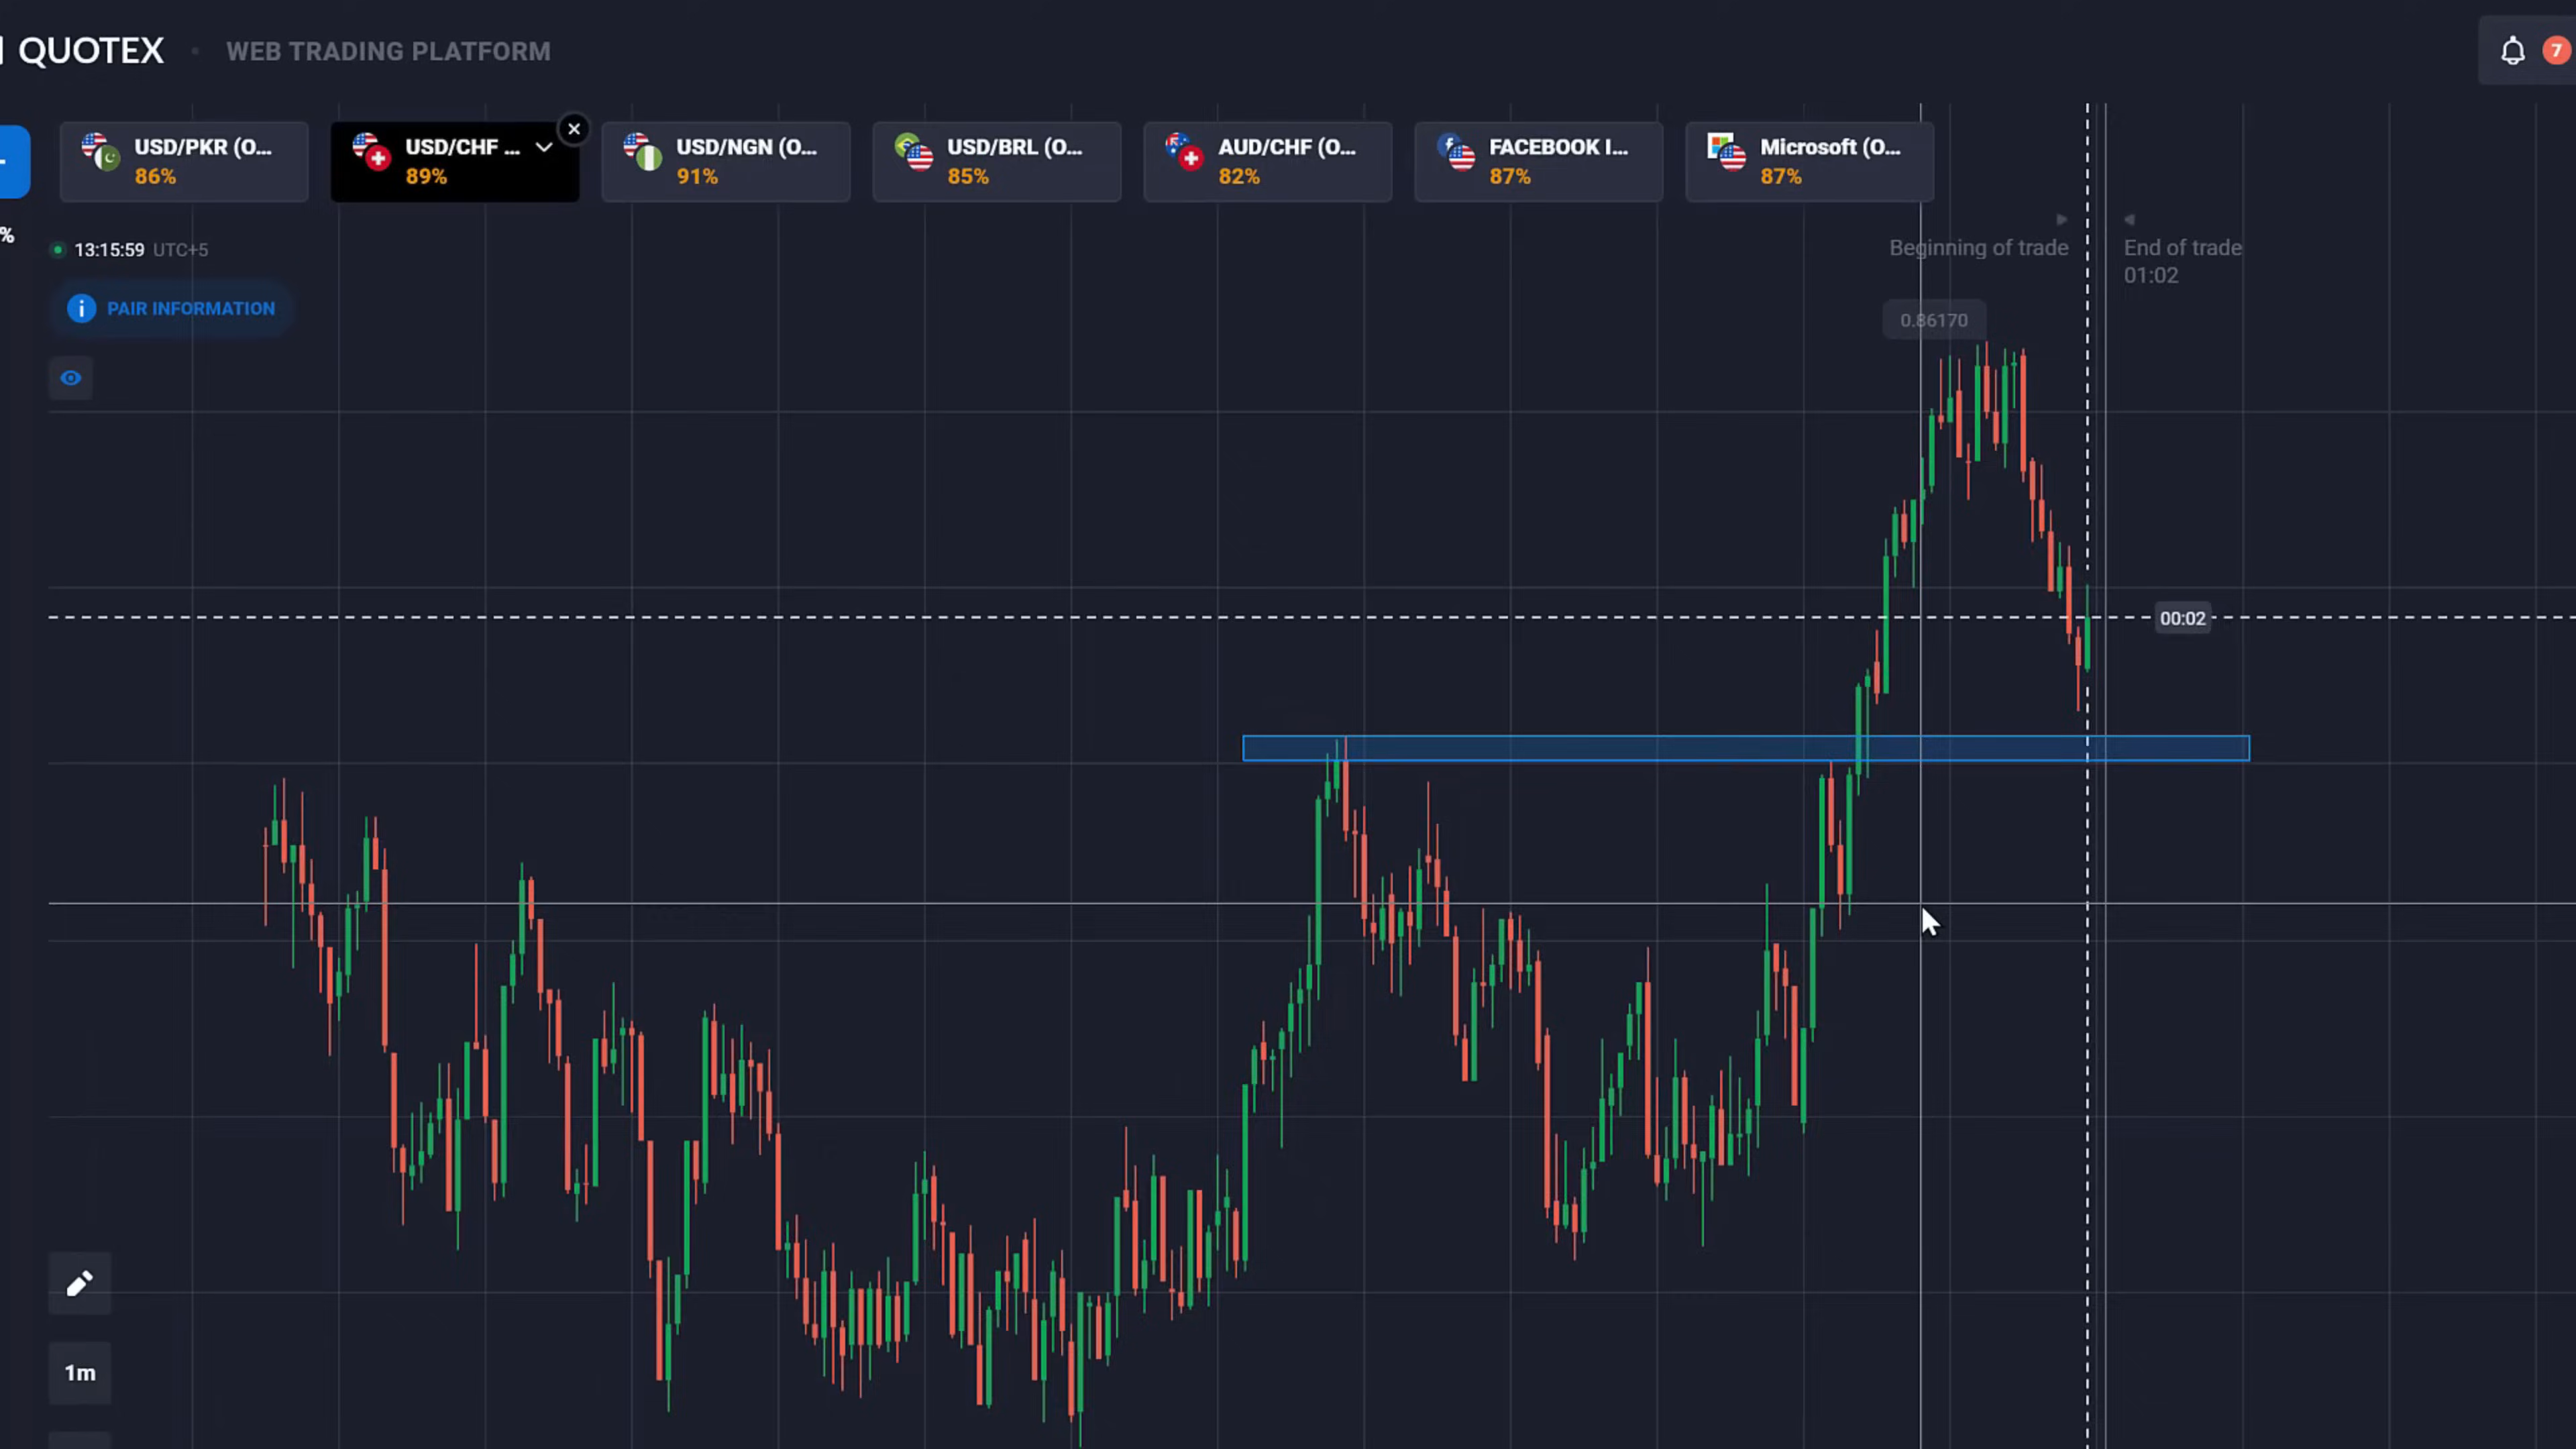 QUOTEX • WEB TRADING PLATFORM
7
USD/PKR (O...
86%
USD/CHF ...
89%
USD/NGN (O...
91%
USD/BRL (O...
85%
AUD/CHF (O...
82%
FACEBOOK I...
87%
Microsoft (O...
87%
%
13:15:59 UTC+5
PAIR INFORMATION
Beginning of trade
End of trade
01:02
0.86170
00:02
1m